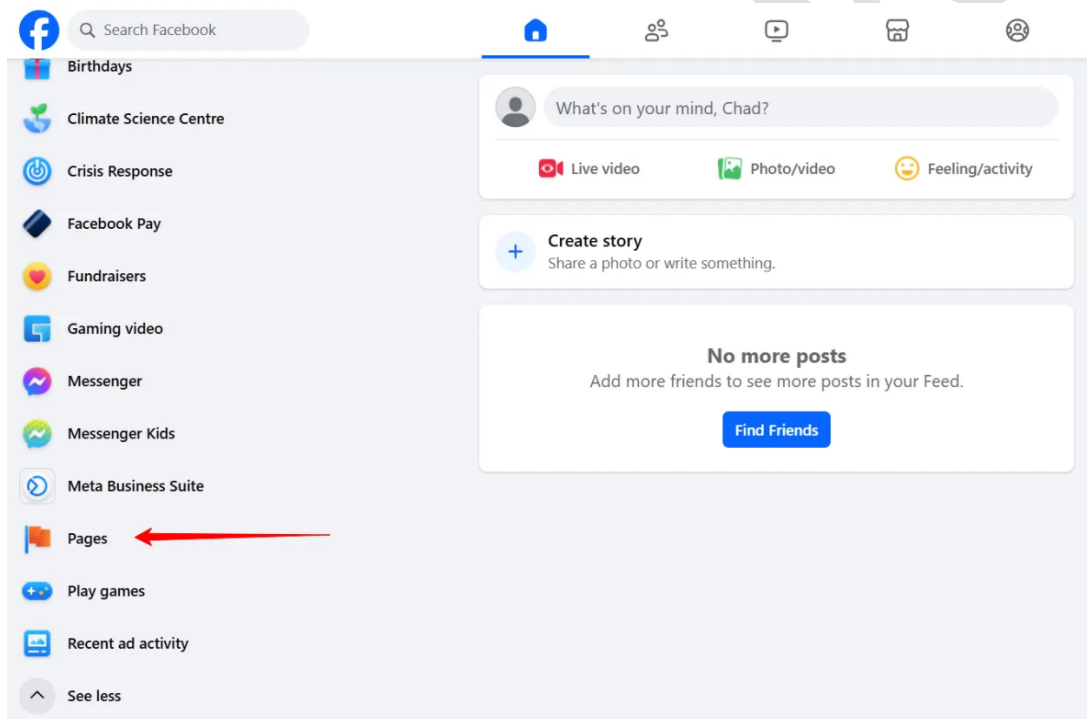 Search Facebook
Birthdays
Climate Science Centre
Crisis Response
Facebook Pay
Fundraisers
Gaming video
Messenger
Messenger Kids
Meta Business Suite
Pages
Play games
Recent ad activity
See less
What's on your mind, Chad?
Live video
Photo/video
Feeling/activity
Create story
Share a photo or write something.
No more posts
Add more friends to see more posts in your Feed.
Find Friends